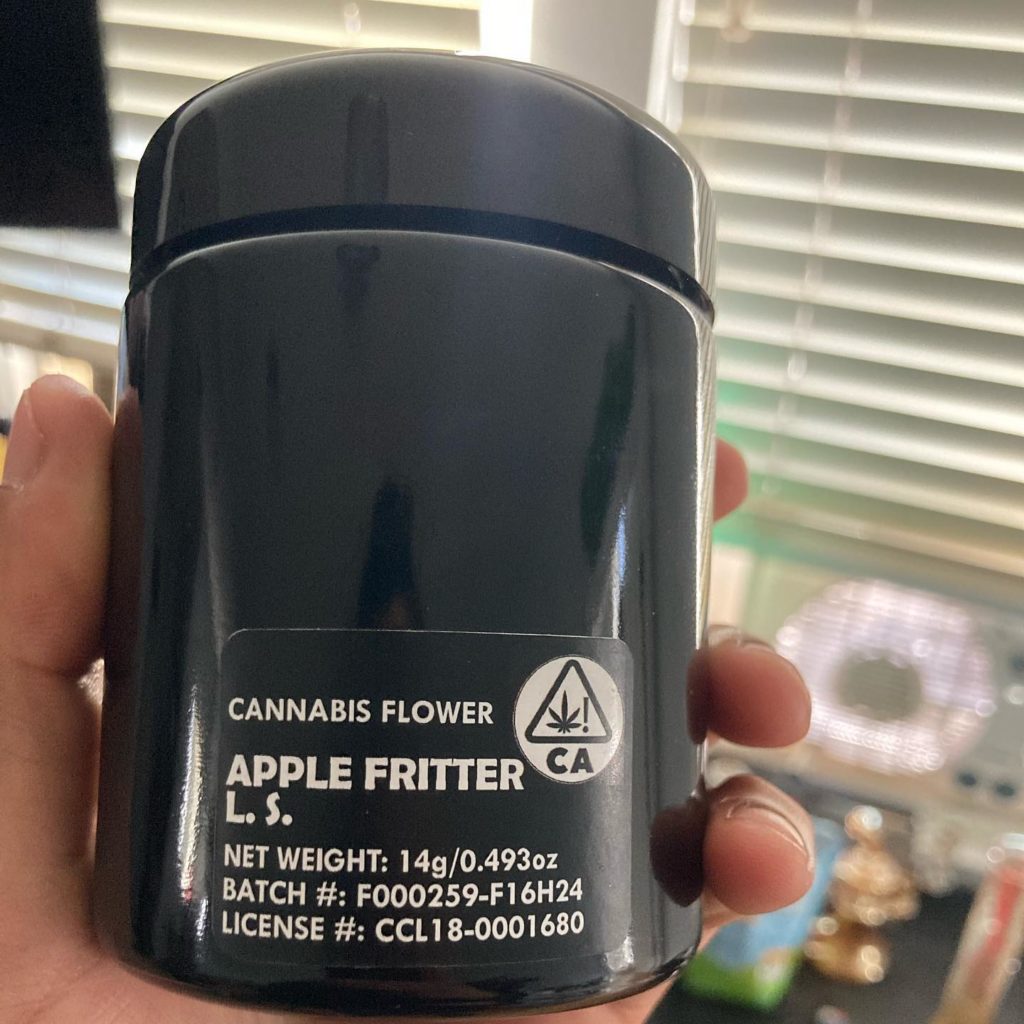 CANNABIS FLOWER
!
CA
APPLE FRITTER
L. S.
NET WEIGHT: 14g/0.493oz
BATCH #: F000259-F16H24
LICENSE #: CCL18-0001680